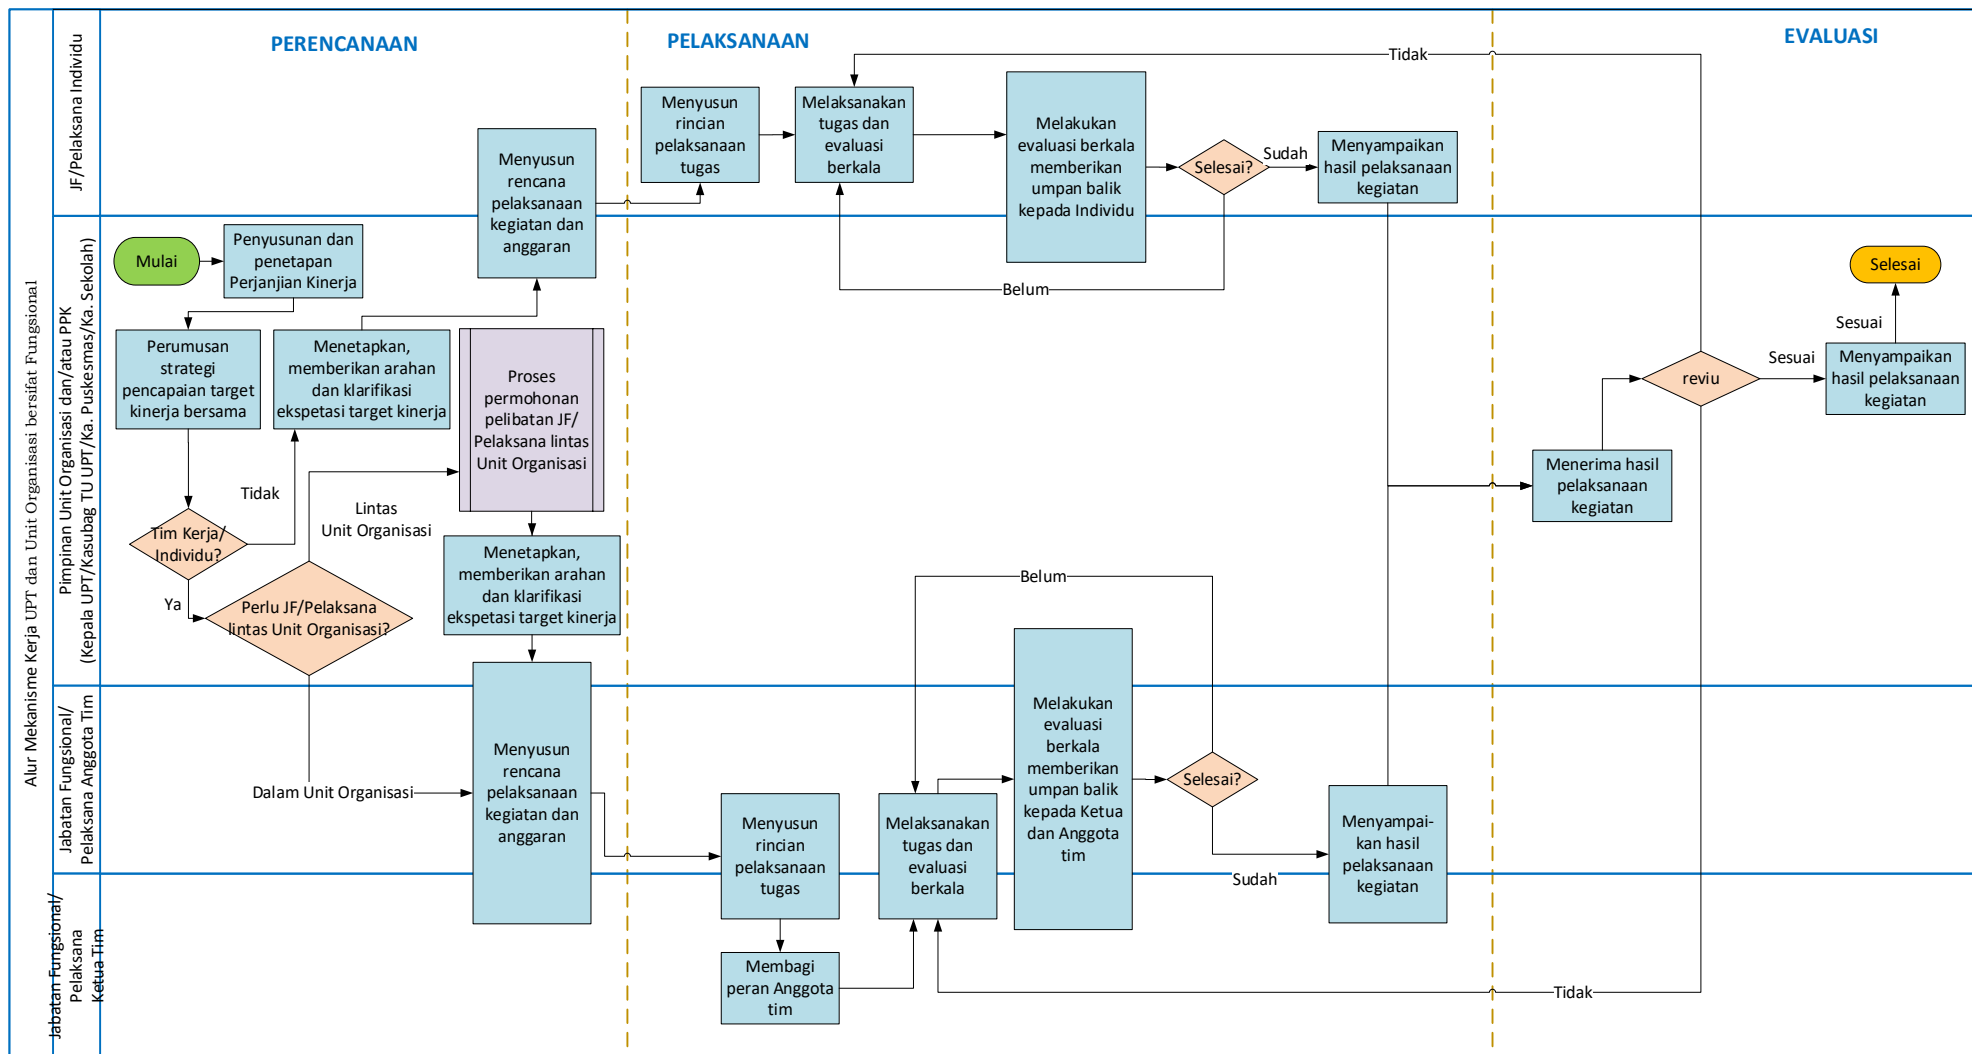 Alur Mekanisme Kerja UPT dan Unit Organisasi bersifat Fungsional
JF/Pelaksana Individu
Pimpinan Unit Organisasi dan/atau PPK
(Kepala UPT/Kasubag TU UPT/Ka. Puskesmas/Ka. Sekolah)
Jabatan Fungsional/
Pelaksana Anggota Tim
Jabatan Fungsional/
Pelaksana
Ketua Tim
PERENCANAAN
PELAKSANAAN
EVALUASI
Mulai
Penyusunan dan
penetapan
Perjanjian Kinerja
Perumusan
strategi
pencapaian target
kinerja bersama
Tim Kerja/
Individu?
Tidak
Ya
Menetapkan,
memberikan arahan
dan klarifikasi
ekspetasi target kinerja
Menyusun
rencana
pelaksanaan
kegiatan dan
anggaran
Perlu JF/Pelaksana
lintas Unit Organisasi?
Lintas
Unit Organisasi
Proses
permohonan
pelibatan JF/
Pelaksana lintas
Unit Organisasi
Menetapkan,
memberikan arahan
dan klarifikasi
ekspetasi target kinerja
Dalam Unit Organisasi
Menyusun
rencana
pelaksanaan
kegiatan dan
anggaran
Menyusun
rincian
pelaksanaan
tugas
Melaksanakan
tugas dan
evaluasi
berkala
Melakukan
evaluasi berkala
memberikan
umpan balik
kepada Individu
Selesai?
Sudah
Belum
Menyampaikan
hasil pelaksanaan
kegiatan
Tidak
Menyusun
rincian
pelaksanaan
tugas
Membagi
peran Anggota
tim
Melaksanakan
tugas dan
evaluasi
berkala
Melakukan
evaluasi
berkala
memberikan
umpan balik
kepada Ketua
dan Anggota
tim
Selesai?
Belum
Sudah
Menyampai-
kan hasil
pelaksanaan
kegiatan
Tidak
Menerima hasil
pelaksanaan
kegiatan
reviu
Sesuai
Menyampaikan
hasil pelaksanaan
kegiatan
Sesuai
Selesai